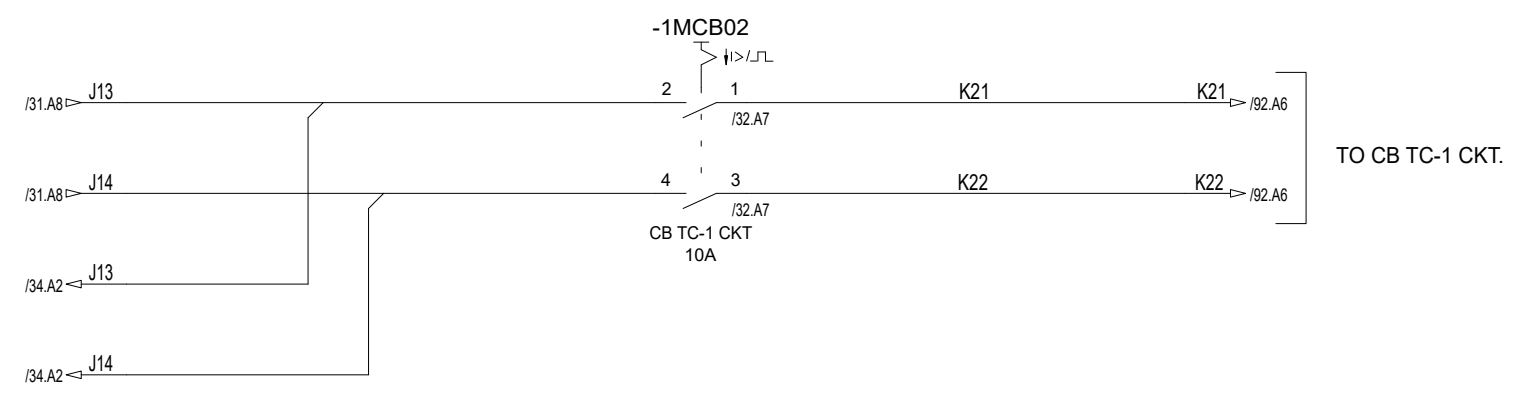 -1MCB02
I>/
/31.A8 J13 2 1 K21 K21 /92.A6
/32.A7
TO CB TC-1 CKT.
/31.A8 J14 4 3 K22 K22 /92.A6
/32.A7
CB TC-1 CKT
10A
/34.A2 J13
/34.A2 J14